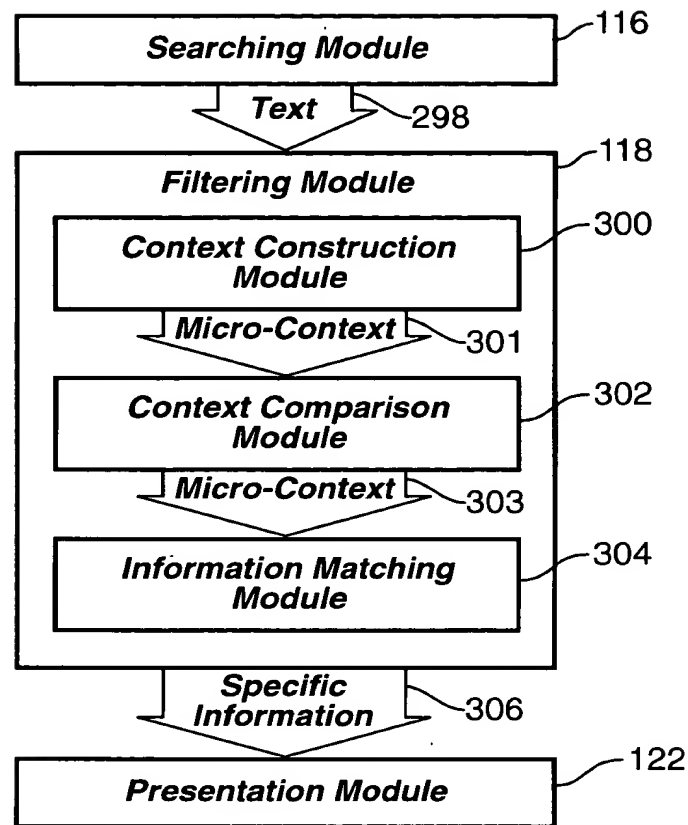 Searching Module
116
Text
298
118
Filtering Module
300
Context Construction
Module
Micro-Context
301
302
Context Comparison
Module
Micro-Context
303
304
Information Matching
Module
Specific
Information
306
122
Presentation Module